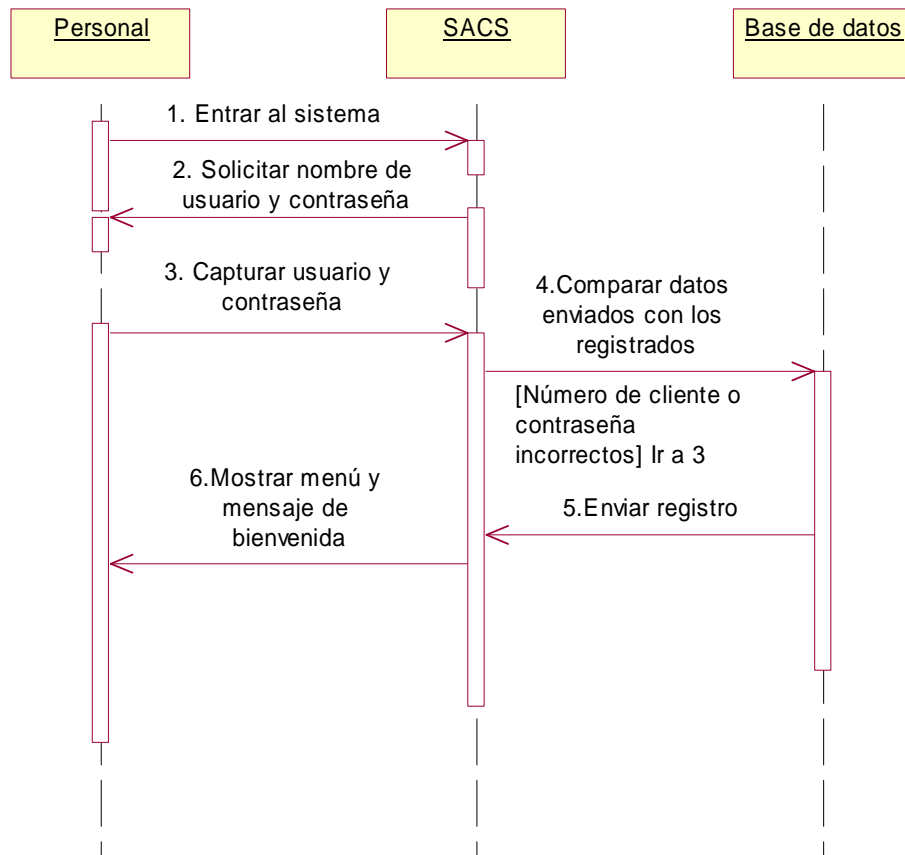 Personal
SACS
Base de datos
1. Entrar al sistema
2. Solicitar nombre de
usuario y contraseña
3. Capturar usuario y
contraseña
4.Comparar datos
enviados con los
registrados
[Número de cliente o
contraseña
incorrectos] Ir a 3
5.Enviar registro
6.Mostrar menú y
mensaje de
bienvenida